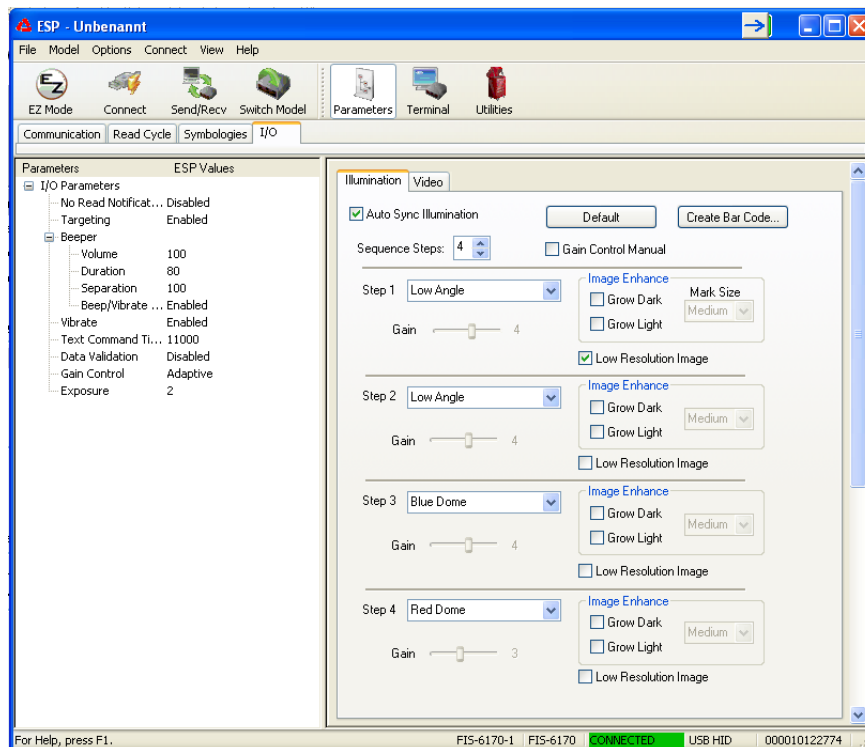 ESP - Unbenannt
File Model Options Connect View Help
EZ
EZ Mode Connect Send/Recv Switch Model Parameters Terminal Utilities
Communication Read Cycle Symbologies I/O
Parameters ESP Values
I/O Parameters
No Read Notificat... Disabled
Targeting Enabled
Beeper
Volume 100
Duration 80
Separation 100
Beep/Vibrate ... Enabled
Vibrate Enabled
Text Command Ti... 11000
Data Validation Disabled
Gain Control Adaptive
Exposure 2
Illumination Video
Auto Sync Illumination Default Create Bar Code...
Sequence Steps: 4 Gain Control Manual
Image Enhance
Step 1 Low Angle Grow Dark Mark Size
Medium
Gain 4 Grow Light
Low Resolution Image
Image Enhance
Step 2 Low Angle Grow Dark
Medium
Gain 4 Grow Light
Low Resolution Image
Image Enhance
Step 3 Blue Dome Grow Dark
Medium
Gain 4 Grow Light
Low Resolution Image
Image Enhance
Step 4 Red Dome Grow Dark
Medium
Gain 3 Grow Light
Low Resolution Image
For Help, press F1. FIS-6170-1 FIS-6170 CONNECTED USB HID 000010122774